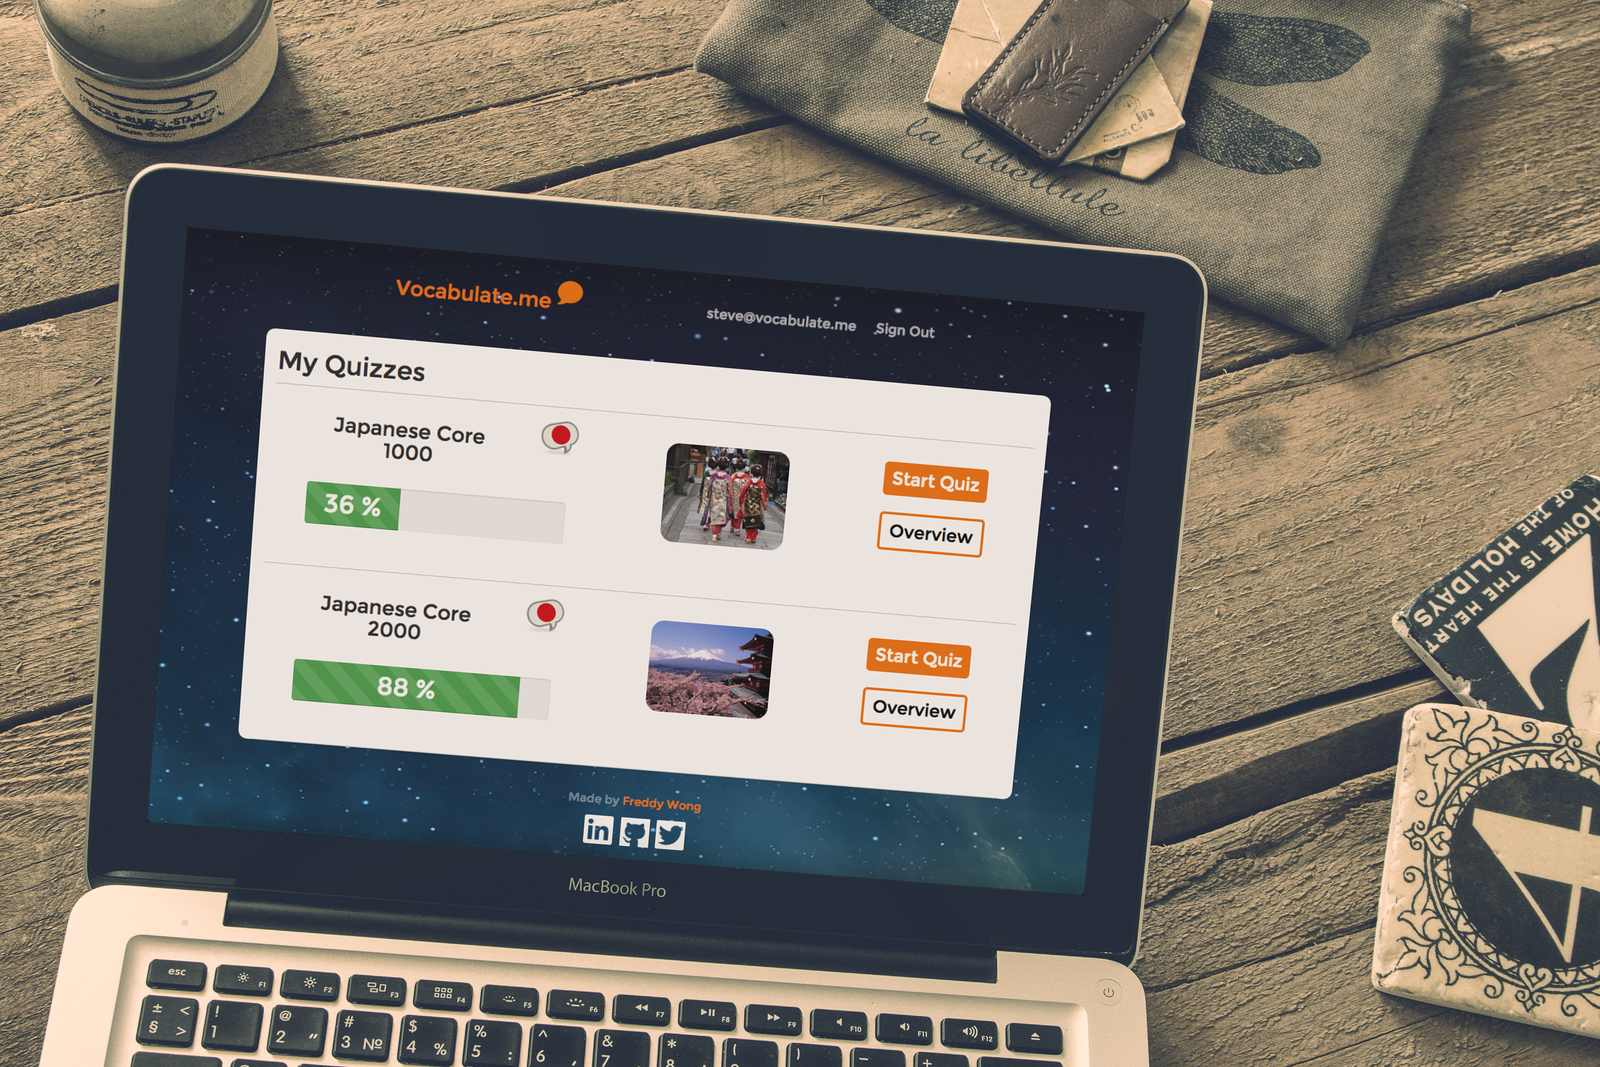 la libellule
Vocabulate.me
steve@vocabulate.me Sign Out
My Quizzes
Japanese Core
1000
36 %
Start Quiz
Overview
Japanese Core
2000
88 %
Start Quiz
Overview
Made by Freddy Wong
in
MacBook Pro
HOME IS THE HEART
OF THE HOLIDAYS
esc F1 F2 F3 F4 F5 F6 F7 F8 F9 F10 F11 F12
± < ! @ # $ % ^ & * ( ) — +
§ > 1 2 " 3 № 4 % 5 : 6 , 7 . 8